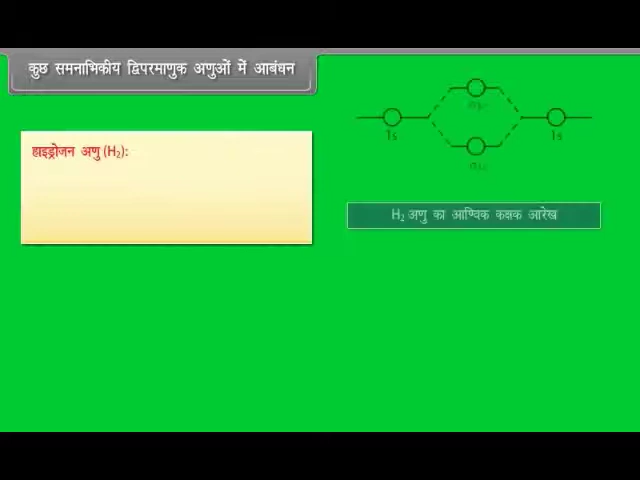 कुछ समनाभिकीय द्विपरमाणुक अणुओं में आबंधन
हाइड्रोजन अणु (H₂):
1s
1s
H₂ अणु का आण्विक कक्षक आरेख